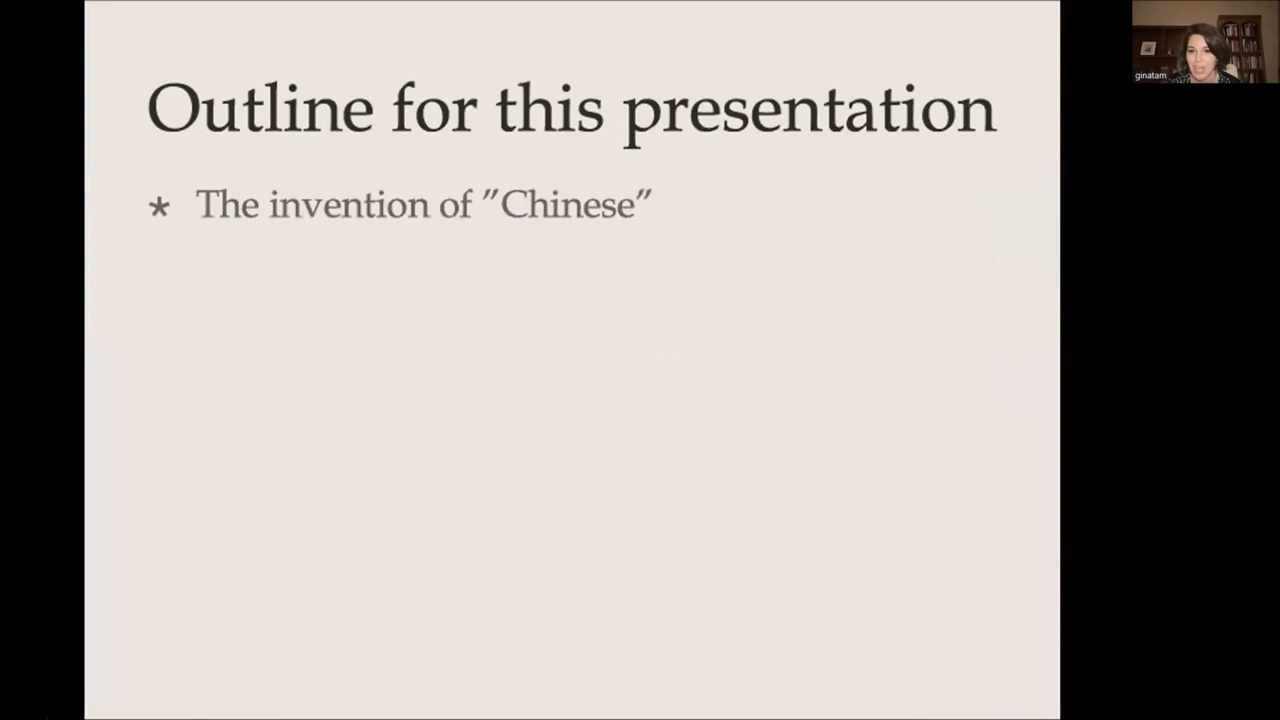 Outline for this presentation
* The invention of ”Chinese”
ginatam